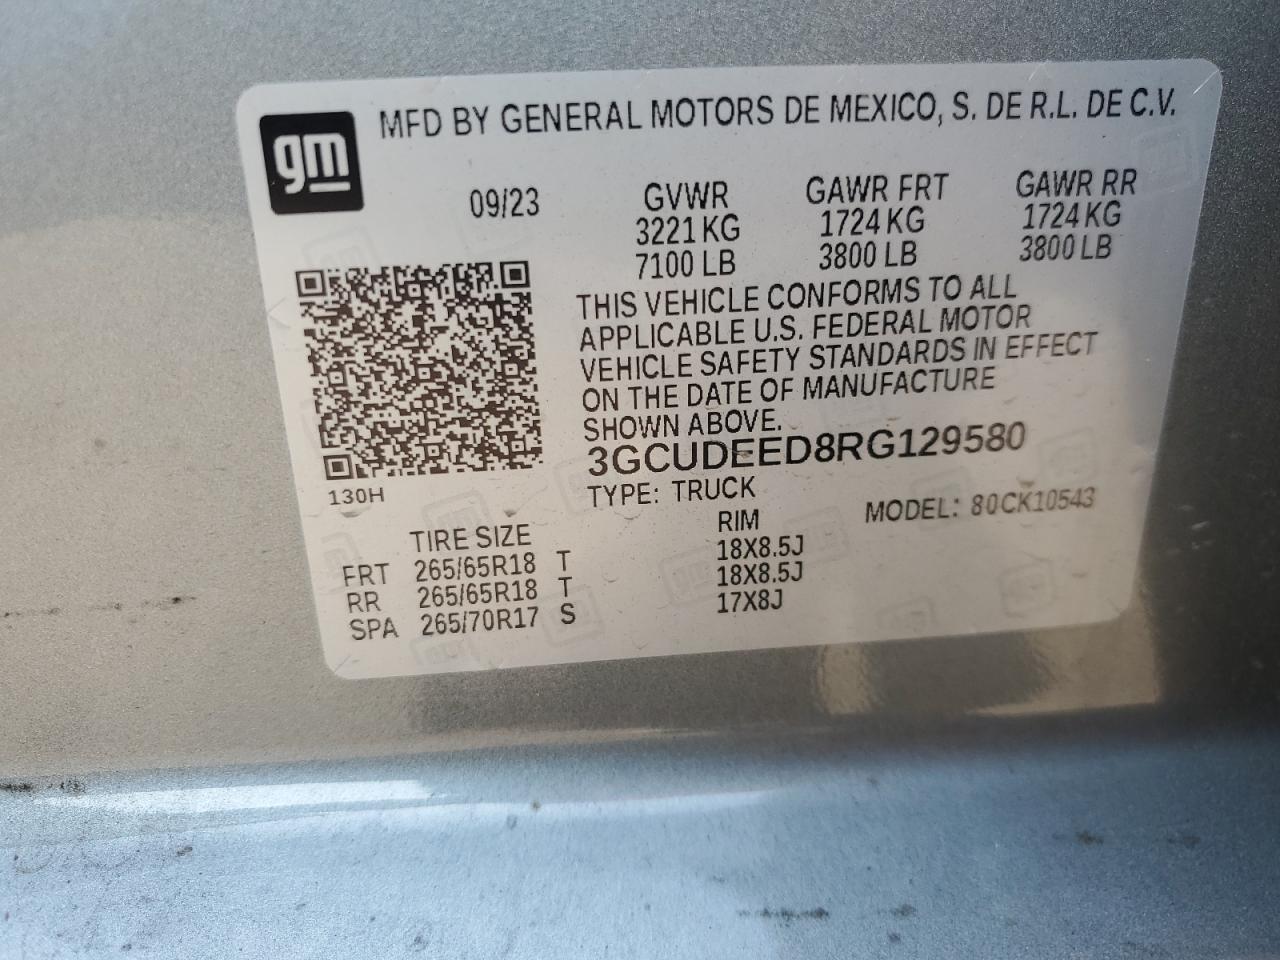 gm MFD BY GENERAL MOTORS DE MEXICO, S. DE R.L. DE C.V.
09/23 GVWR GAWR FRT GAWR RR
3221 KG 1724 KG 1724 KG
7100 LB 3800 LB 3800 LB
THIS VEHICLE CONFORMS TO ALL
APPLICABLE U.S. FEDERAL MOTOR
VEHICLE SAFETY STANDARDS IN EFFECT
ON THE DATE OF MANUFACTURE
SHOWN ABOVE.
3GCUDEED8RG129580
130H TYPE: TRUCK MODEL: 80CK10543
TIRE SIZE RIM
FRT 265/65R18 T 18X8.5J
RR 265/65R18 T 18X8.5J
SPA 265/70R17 S 17X8J